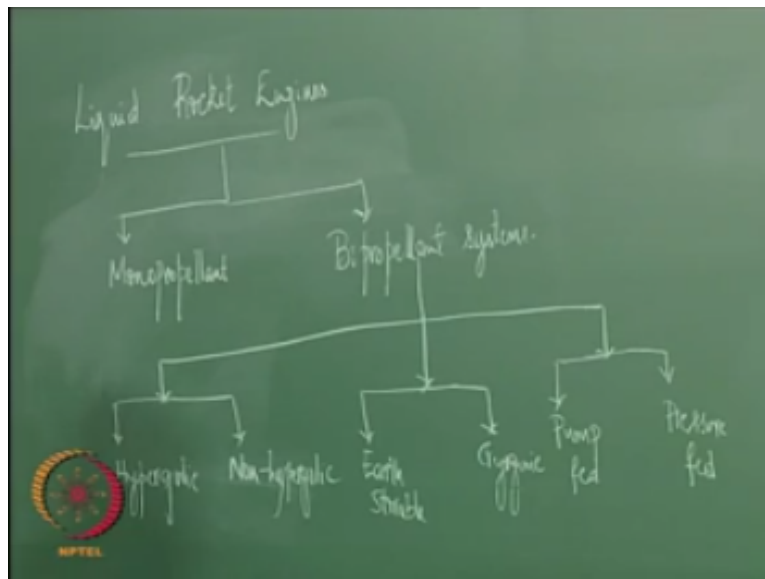 Liquid Rocket Engines
Monopropellant
Bipropellant systems.
Hypergolic
Non-hypergolic
Earth
Storable
Cryogenic
Pump
fed
Pressure
fed
NPTEL